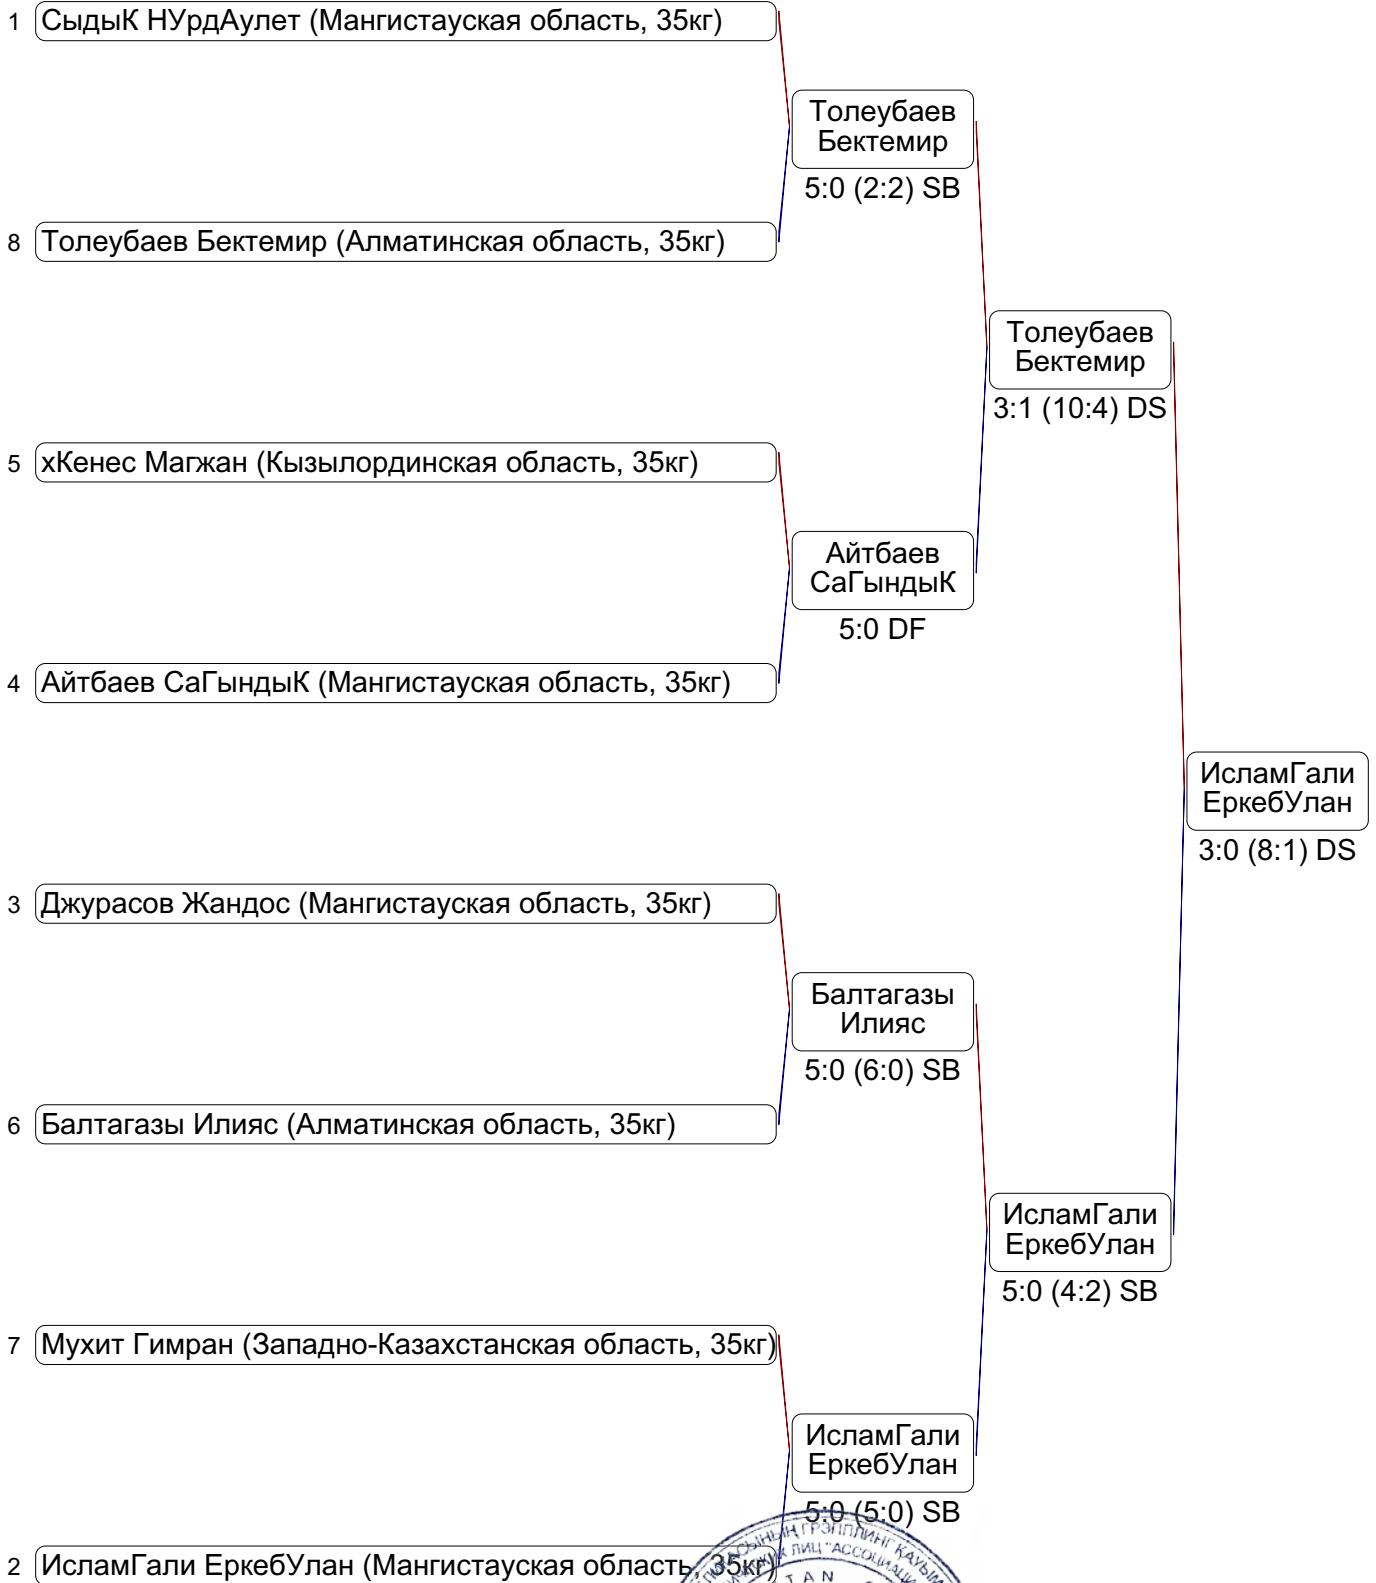 1 СыдыК НУрдАулет (Мангистауская область, 35кг)
Толеубаев
Бектемир
5:0 (2:2) SB
8 Толеубаев Бектемир (Алматинская область, 35кг)
Толеубаев
Бектемир
3:1 (10:4) DS
5 хКенес Магжан (Кызылординская область, 35кг)
Айтбаев
СаГындыК
5:0 DF
4 Айтбаев СаГындыК (Мангистауская область, 35кг)
ИсламГали
ЕркебУлан
3:0 (8:1) DS
3 Джурасов Жандос (Мангистауская область, 35кг)
Балтагазы
Илияс
5:0 (6:0) SB
6 Балтагазы Илияс (Алматинская область, 35кг)
ИсламГали
ЕркебУлан
5:0 (4:2) SB
7 Мухит Гимран (Западно-Казахстанская область, 35кг)
ИсламГали
ЕркебУлан
5:0 (5:0) SB
2 ИсламГали ЕркебУлан (Мангистауская область, 35кг)
ГРЭППЛИНГ
ЛИЦ "АССОЦИАЦИ